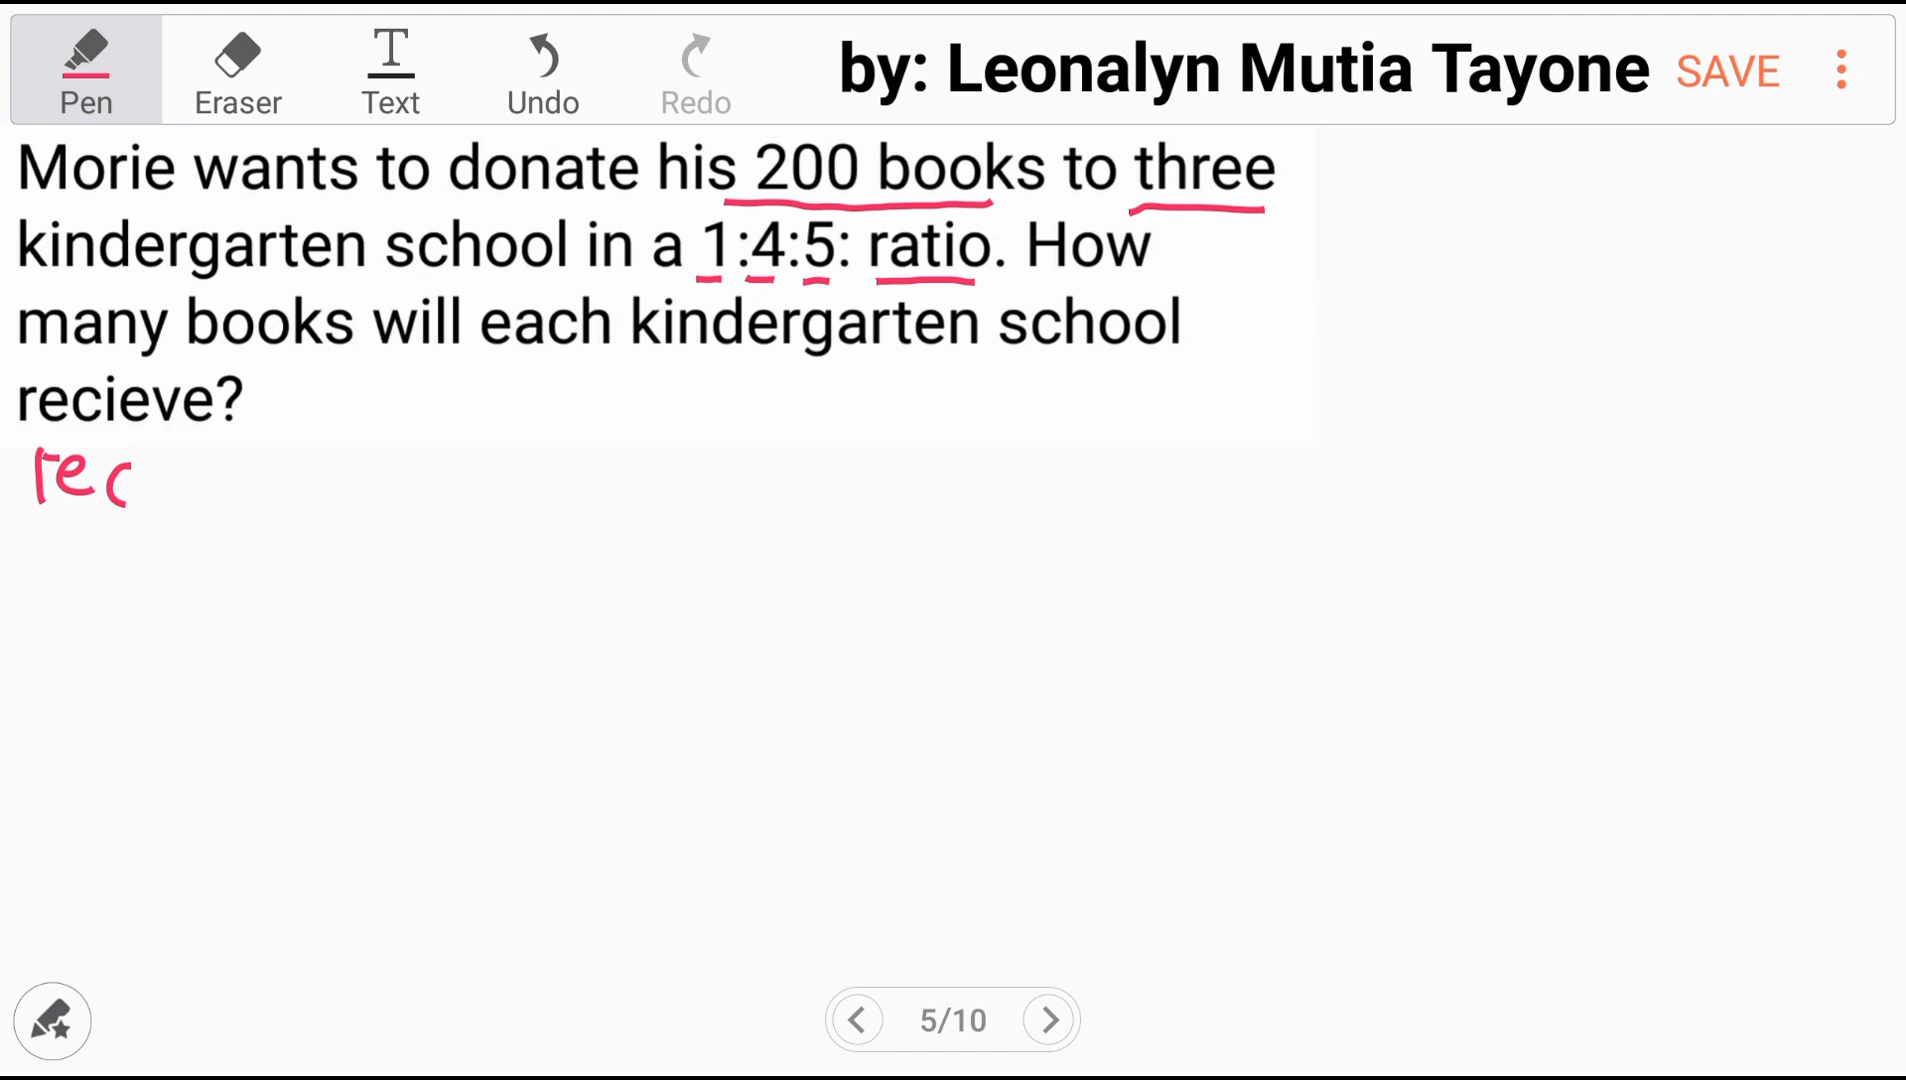 Pen Eraser Text Undo Redo by: Leonalyn Mutia Tayone SAVE
Morie wants to donate his 200 books to three
kindergarten school in a 1:4:5: ratio. How
many books will each kindergarten school
recieve?
rec
5/10